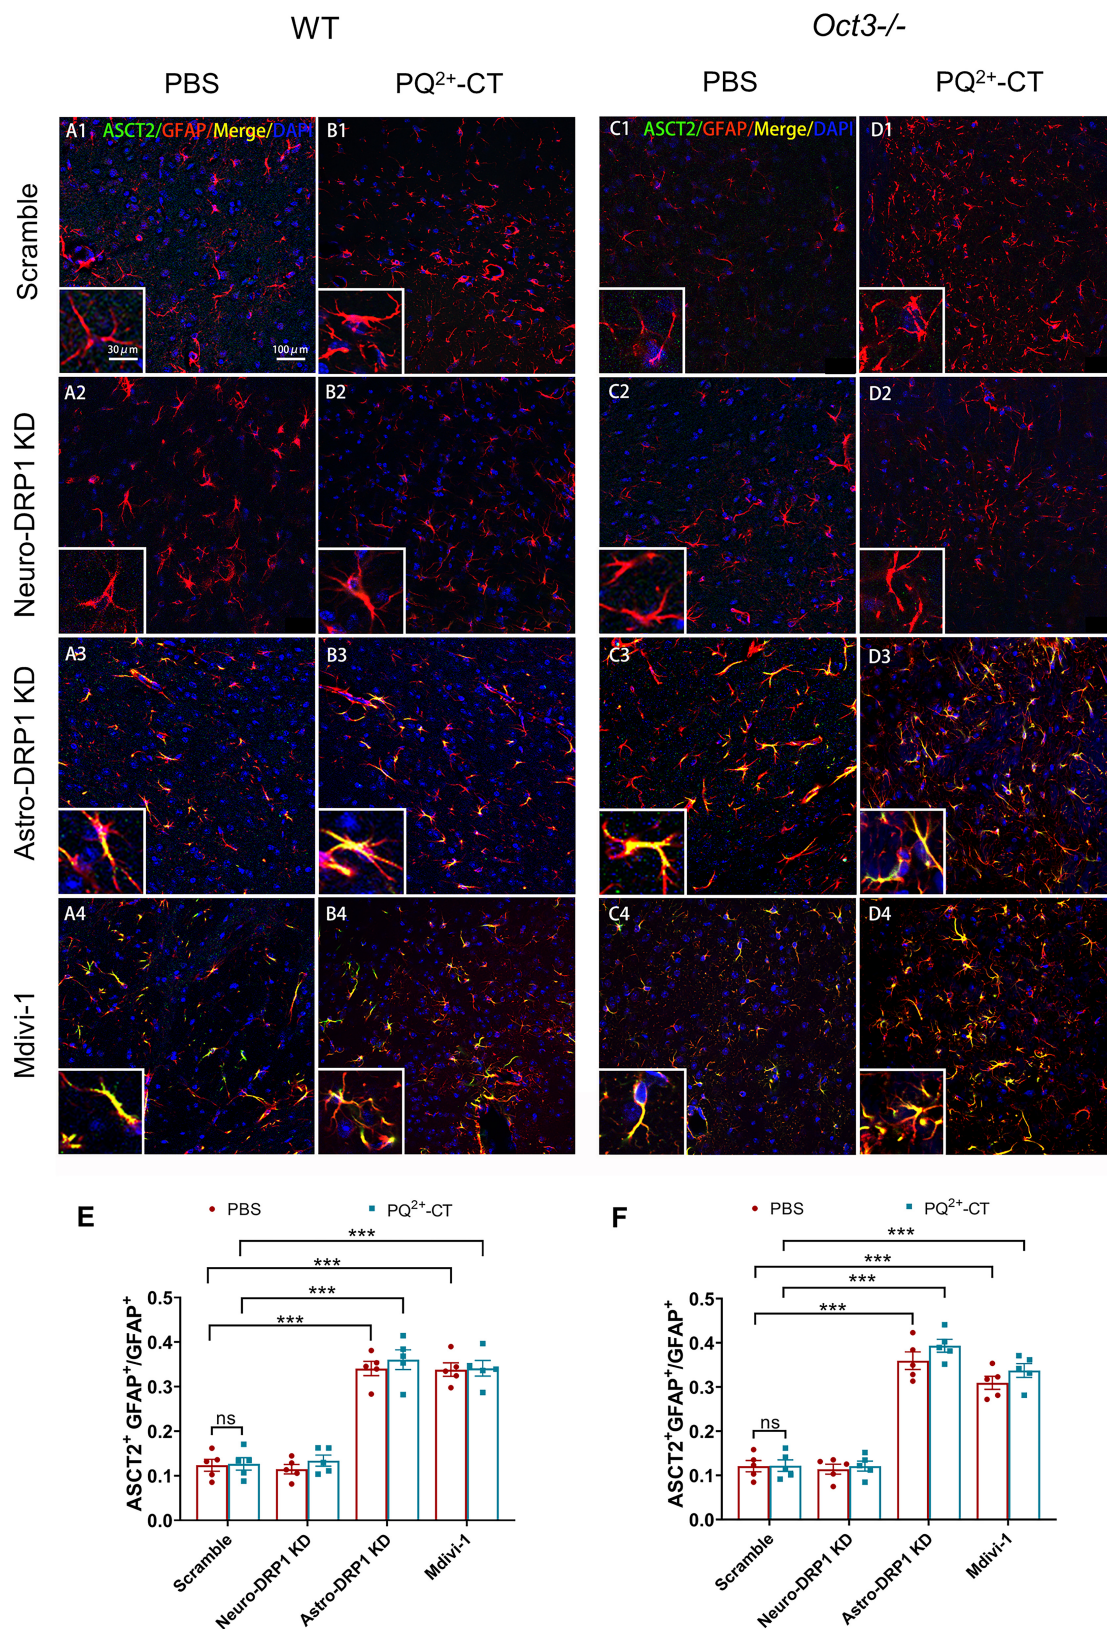 WT Oct3-/-
PBS PQ²⁺-CT PBS PQ²⁺-CT
Scramble
A1 ASCT2/GFAP/Merge/DAPI
B1
C1 ASCT2/GFAP/Merge/DAPI
D1
30μm
100μm
Neuro-DRP1 KD
A2
B2
C2
D2
Astro-DRP1 KD
A3
B3
C3
D3
Mdivi-1
A4
B4
C4
D4
E
PBS PQ²⁺-CT
***
***
***
***
ns
ASCT2⁺ GFAP⁺/GFAP⁺
0.5
0.4
0.3
0.2
0.1
0.0
Scramble
Neuro-DRP1 KD
Astro-DRP1 KD
Mdivi-1
F
PBS PQ²⁺-CT
***
***
***
***
ns
ASCT2⁺GFAP⁺/GFAP⁺
0.5
0.4
0.3
0.2
0.1
0.0
Scramble
Neuro-DRP1 KD
Astro-DRP1 KD
Mdivi-1